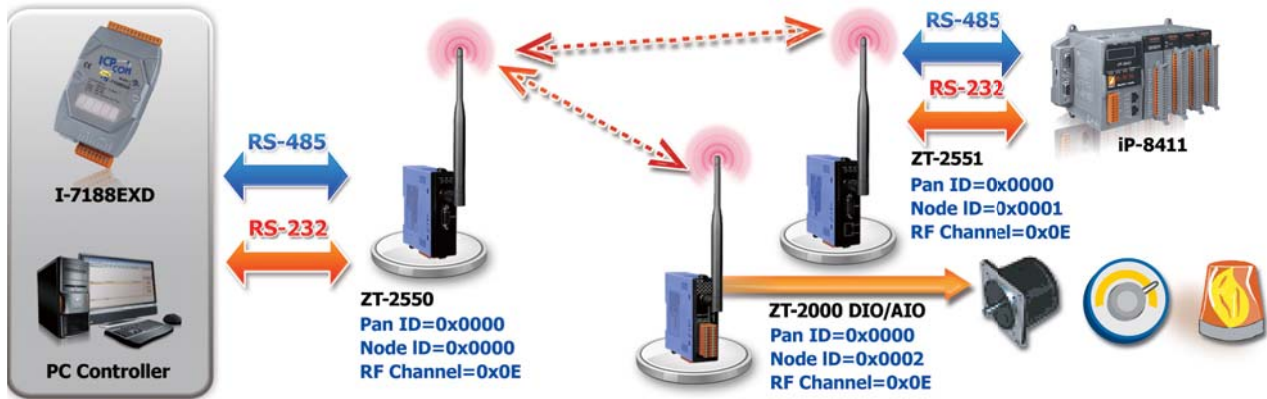 ICP CON
I-7188EXD
PC Controller
RS-485
RS-232
ZT-2550
Pan ID=0x0000
Node ID=0x0000
RF Channel=0x0E
ZT-2000 DIO/AIO
Pan ID=0x0000
Node ID=0x0002
RF Channel=0x0E
RS-485
RS-232
ZT-2551
Pan ID=0x0000
Node ID=0x0001
RF Channel=0x0E
iP-8411